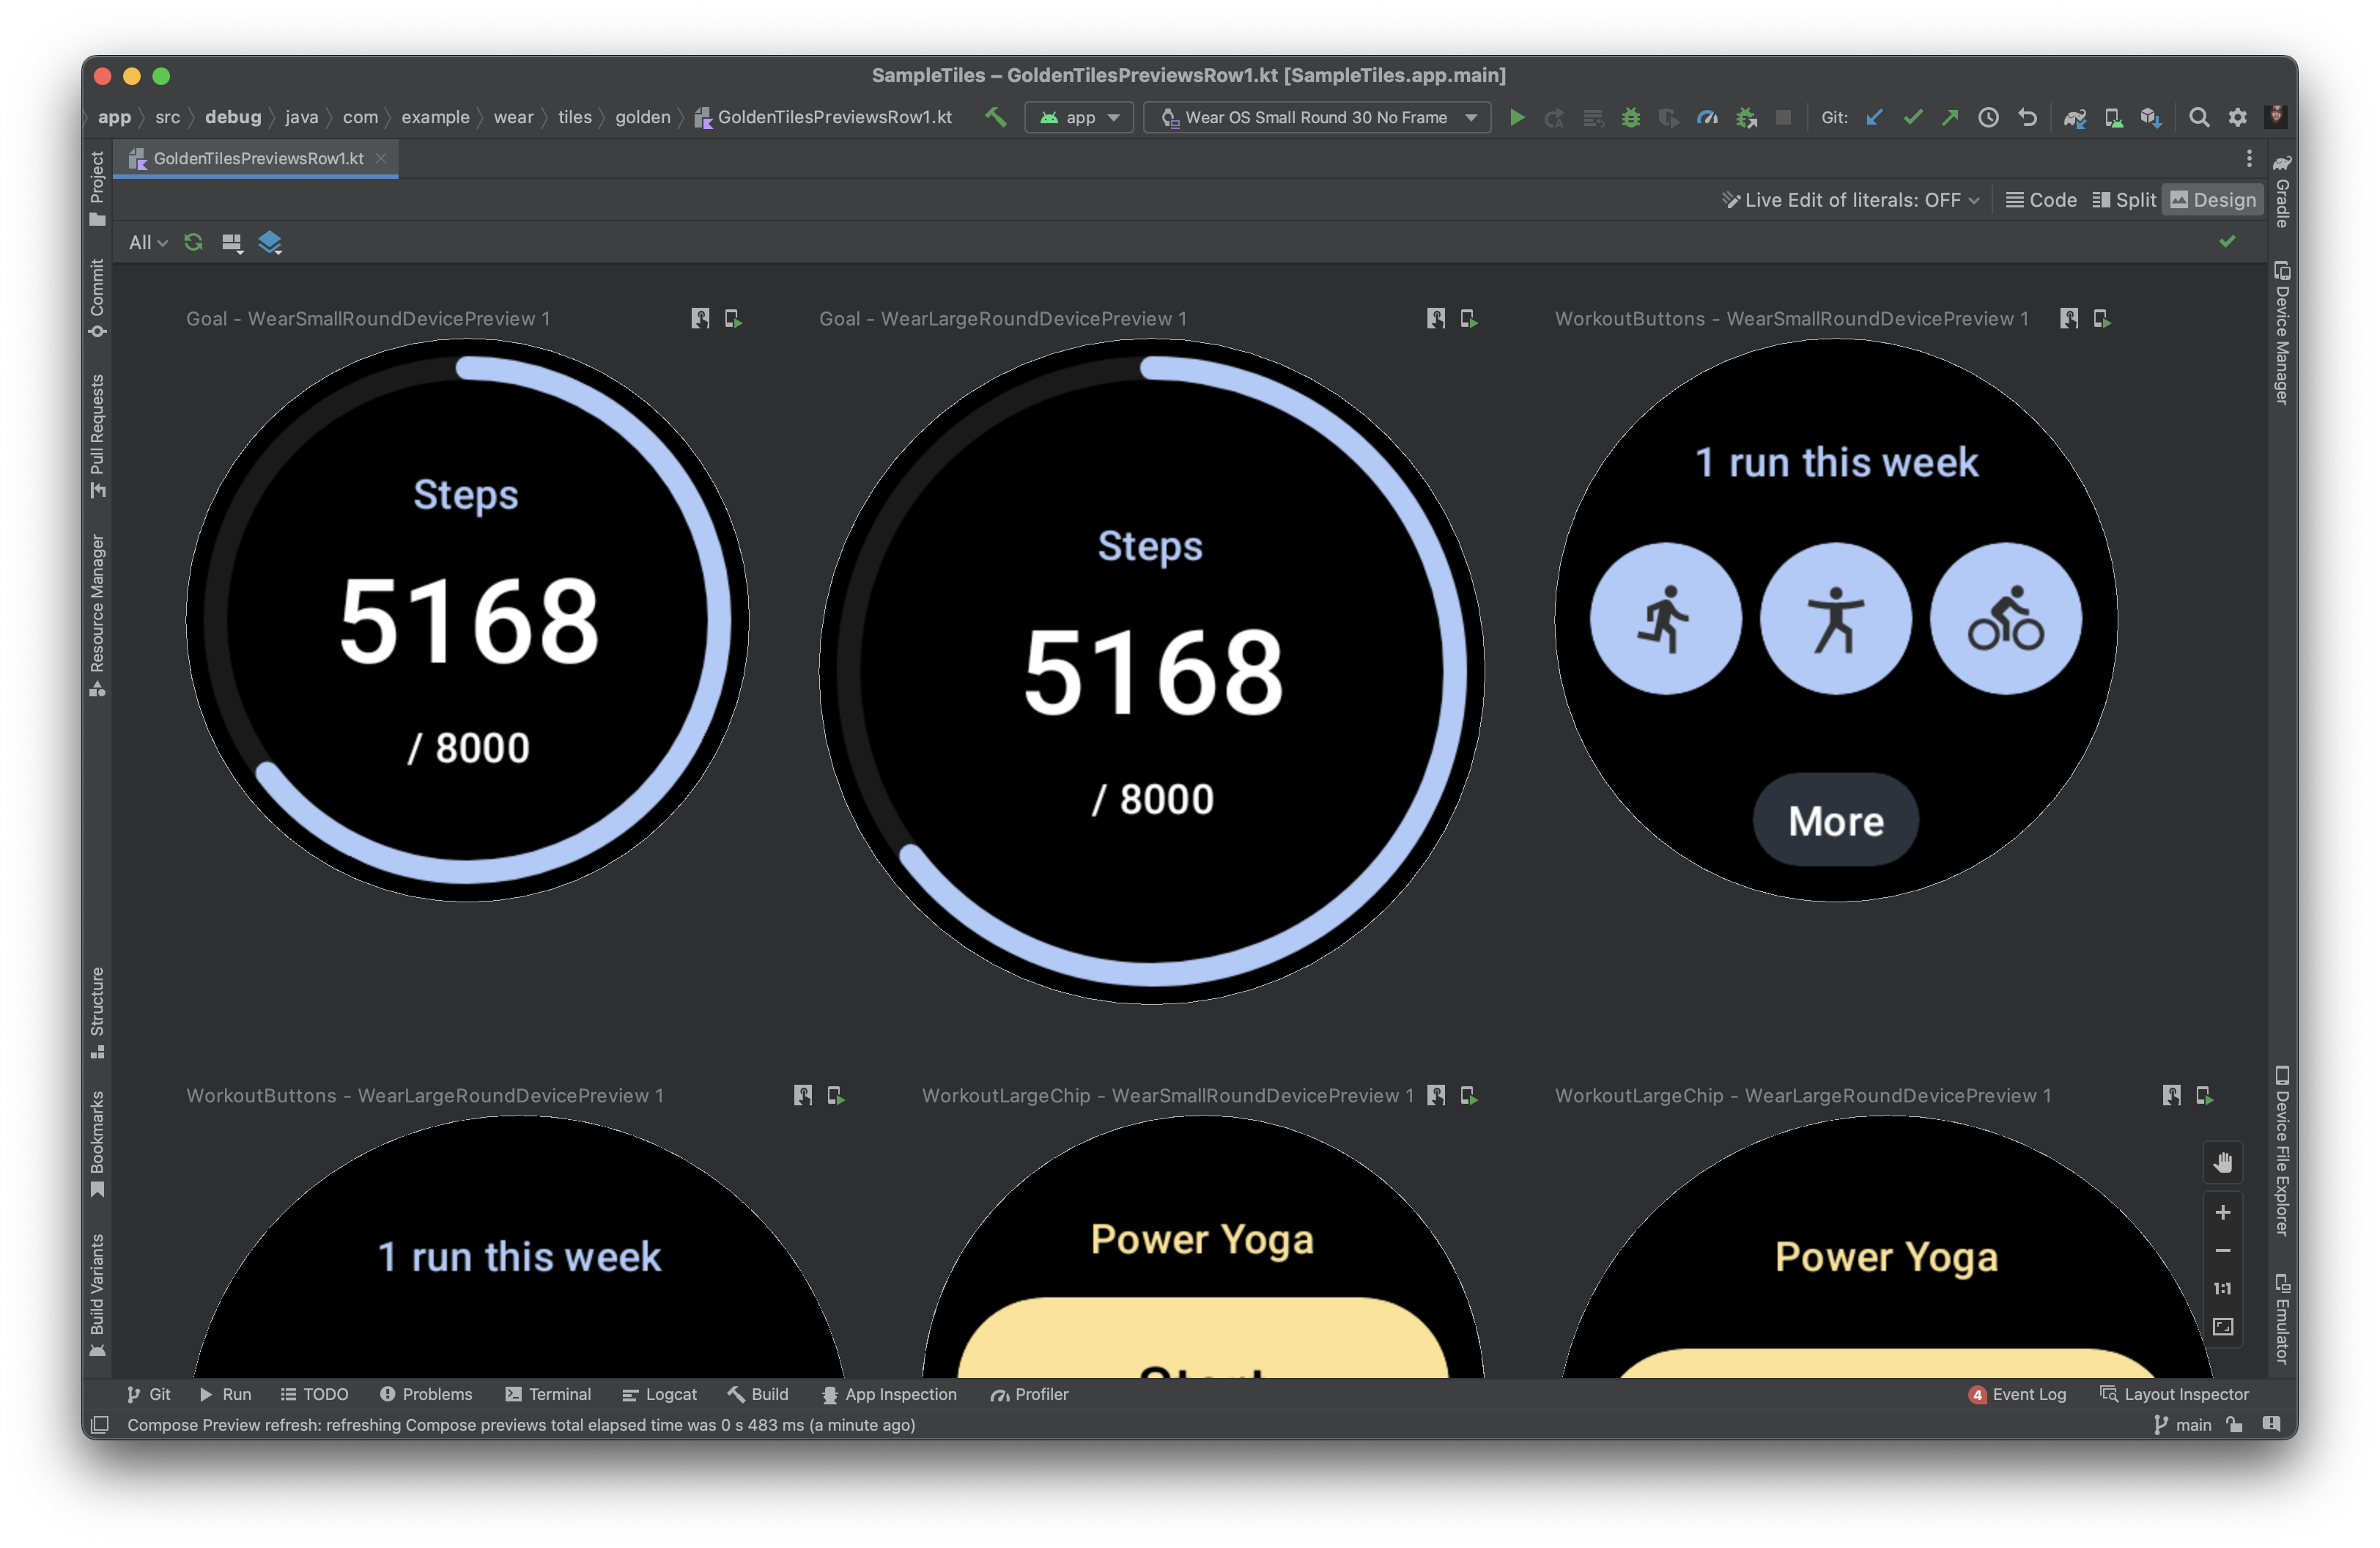 SampleTiles – GoldenTilesPreviewsRow1.kt [SampleTiles.app.main]
app src debug java com example wear tiles golden GoldenTilesPreviewsRow1.kt app Wear OS Small Round 30 No Frame Git:
GoldenTilesPreviewsRow1.kt
Live Edit of literals: OFF Code Split Design
All
Project
Commit
Pull Requests
Resource Manager
Structure
Bookmarks
Build Variants
Gradle
Device Manager
Device File Explorer
Emulator
Goal - WearSmallRoundDevicePreview 1
Steps
5168
/ 8000
Goal - WearLargeRoundDevicePreview 1
Steps
5168
/ 8000
WorkoutButtons - WearSmallRoundDevicePreview 1
1 run this week
More
WorkoutButtons - WearLargeRoundDevicePreview 1
1 run this week
WorkoutLargeChip - WearSmallRoundDevicePreview 1
Power Yoga
WorkoutLargeChip - WearLargeRoundDevicePreview 1
Power Yoga
1:1
Git Run TODO Problems Terminal Logcat Build App Inspection Profiler 4 Event Log Layout Inspector
Compose Preview refresh: refreshing Compose previews total elapsed time was 0 s 483 ms (a minute ago) main